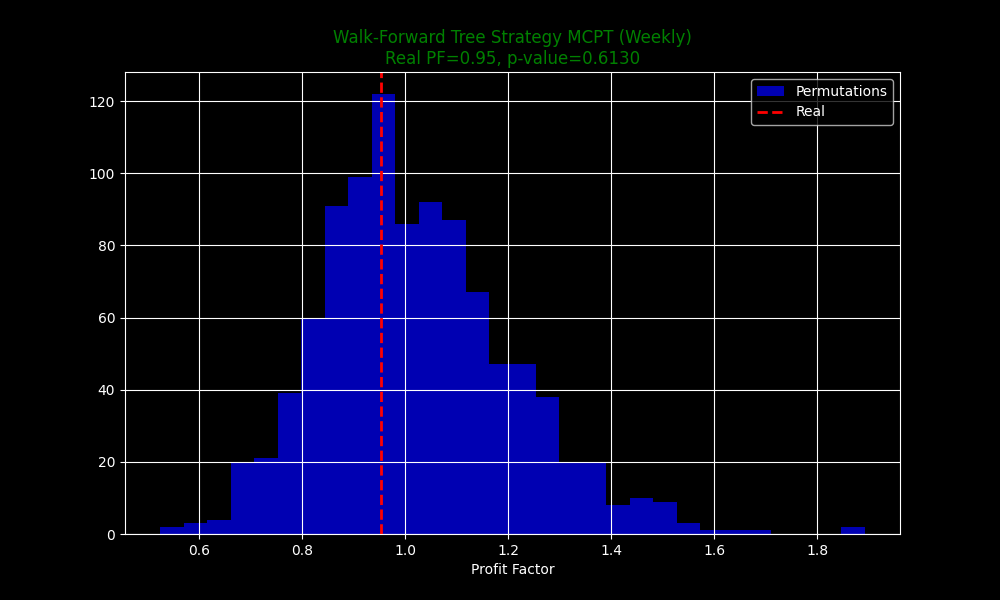 Walk-Forward Tree Strategy MCPT (Weekly)
Real PF=0.95, p-value=0.6130
Permutations
Real
120
100
80
60
40
20
0
0.6 0.8 1.0 1.2 1.4 1.6 1.8
Profit Factor